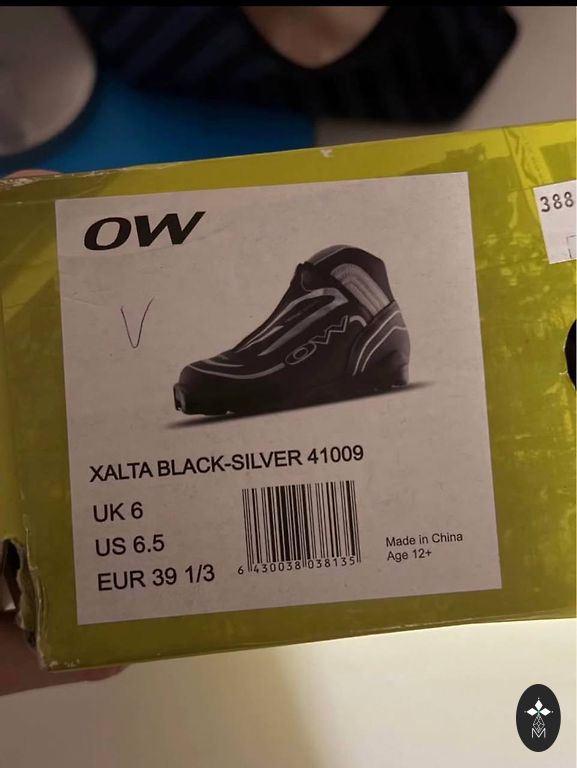 OW
388
V
OW
XALTA BLACK-SILVER 41009
UK 6
US 6.5
EUR 39 1/3
6 430038 038135
Made in China
Age 12+
M